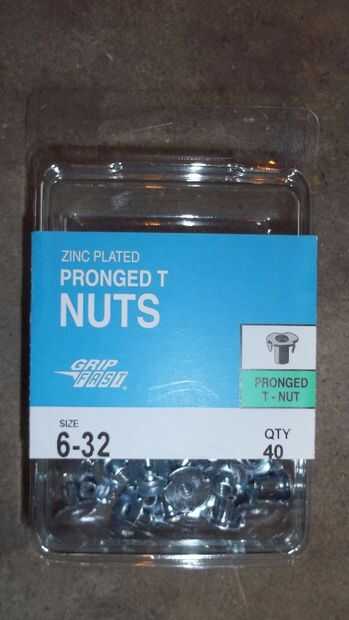 ZINC PLATED
PRONGED T
NUTS
GRIP
FAST®
PRONGED
T - NUT
SIZE
6-32
QTY
40